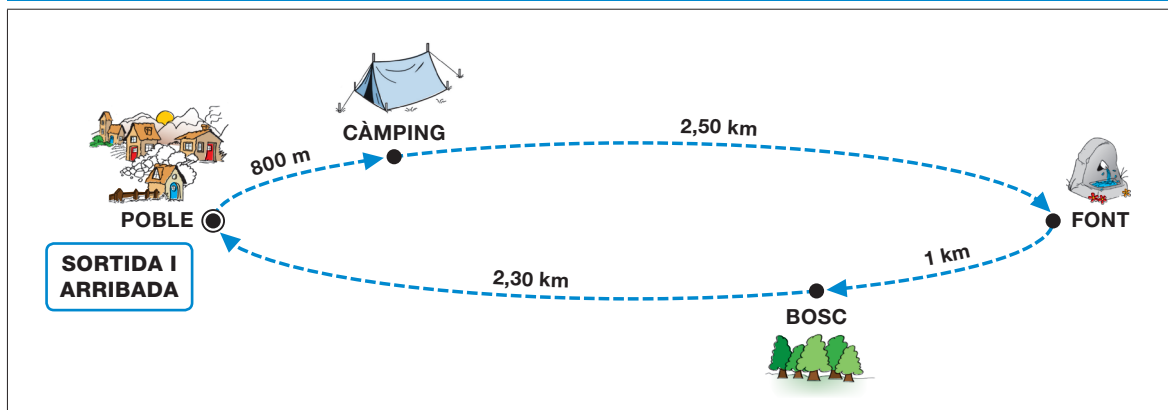 CÀMPING
2,50 km
800 m
POBLE
FONT
SORTIDA I
ARRIBADA
1 km
2,30 km
BOSC